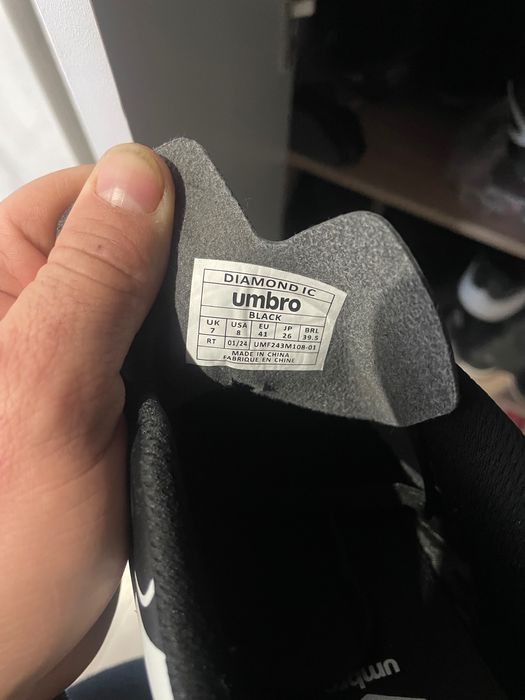 DIAMOND IC
umbro
BLACK
UK USA EU JP BRL
7 8 41 26 39.5
RT 01/24 UMF243M108-01
MADE IN CHINA
FABRIQUE EN CHINE
umbro